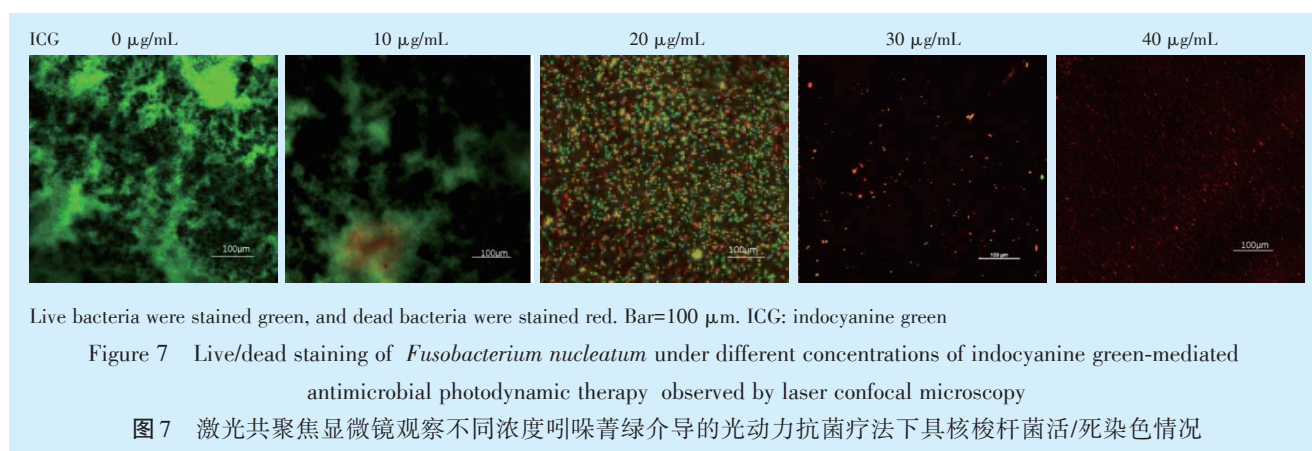 ICG 0 μg/mL 10 μg/mL 20 μg/mL 30 μg/mL 40 μg/mL
100μm 100μm 100μm 100 μm 100μm
Live bacteria were stained green, and dead bacteria were stained red. Bar=100 μm. ICG: indocyanine green
Figure 7 Live/dead staining of Fusobacterium nucleatum under different concentrations of indocyanine green-mediated
antimicrobial photodynamic therapy observed by laser confocal microscopy
图7 激光共聚焦显微镜观察不同浓度吲哚菁绿介导的光动力抗菌疗法下具核梭杆菌活/死染色情况